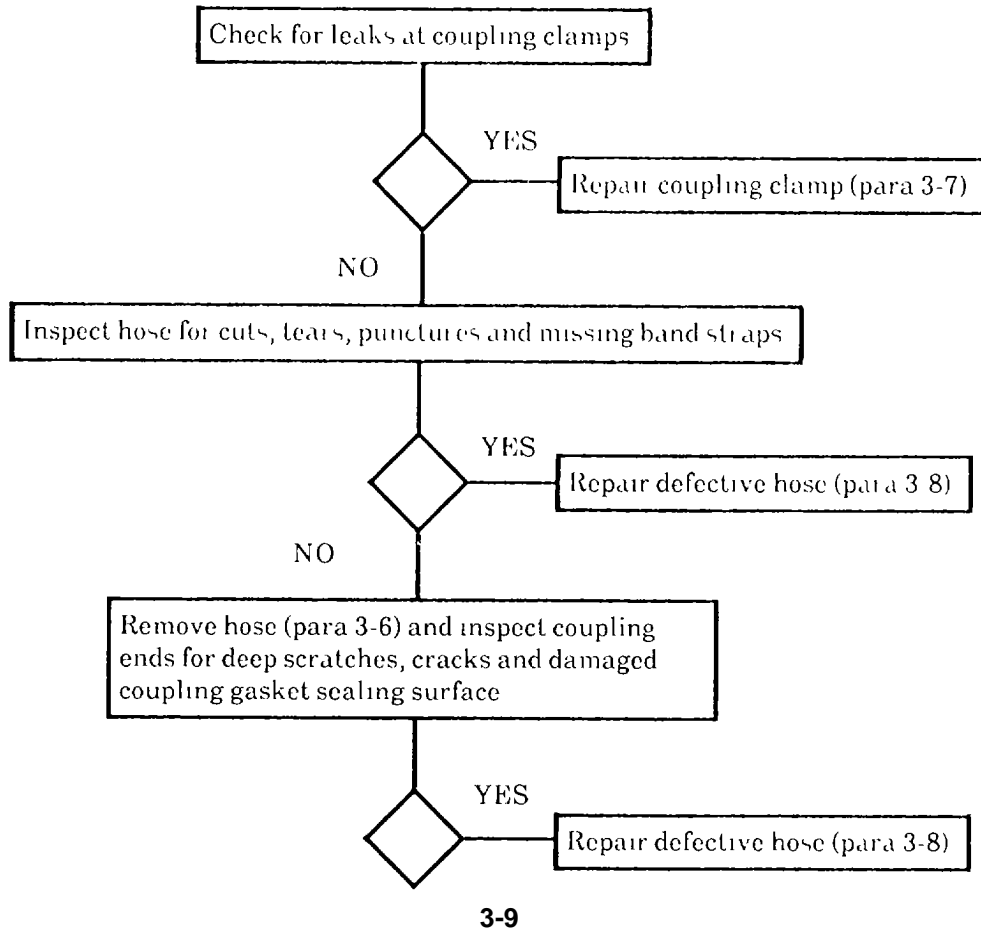 Check for leaks at coupling clamps
YES
Repair coupling clamp (para 3-7)
NO
Inspect hose for cuts, tears, punctures and missing band straps
YES
Repair defective hose (para 3 8)
NO
Remove hose (para 3-6) and inspect coupling
ends for deep scratches, cracks and damaged
coupling gasket sealing surface
YES
Repair defective hose (para 3-8)
3-9